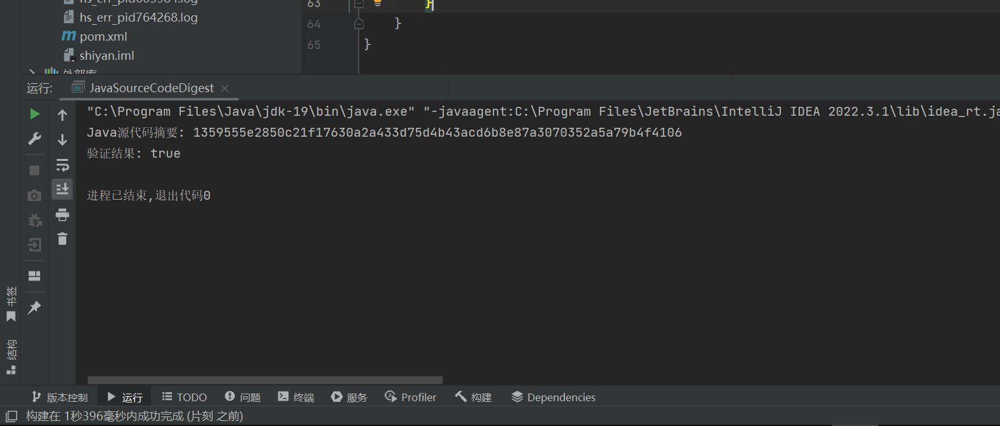 hs_err_pid764268.log
pom.xml
shiyan.iml
外部库
63 }
64 }
65 }
运行: JavaSourceCodeDigest
"C:\Program Files\Java\jdk-19\bin\java.exe" "-javaagent:C:\Program Files\JetBrains\IntelliJ IDEA 2022.3.1\lib\idea_rt.ja
Java源代码摘要: 1359555e2850c21f17630a2a433d75d4b43acd6b8e87a3070352a5a79b4f4106
验证结果: true
进程已结束,退出代码0
书签
结构
版本控制 运行 TODO 问题 终端 服务 Profiler 构建 Dependencies
构建在 1秒396毫秒内成功完成 (片刻 之前)